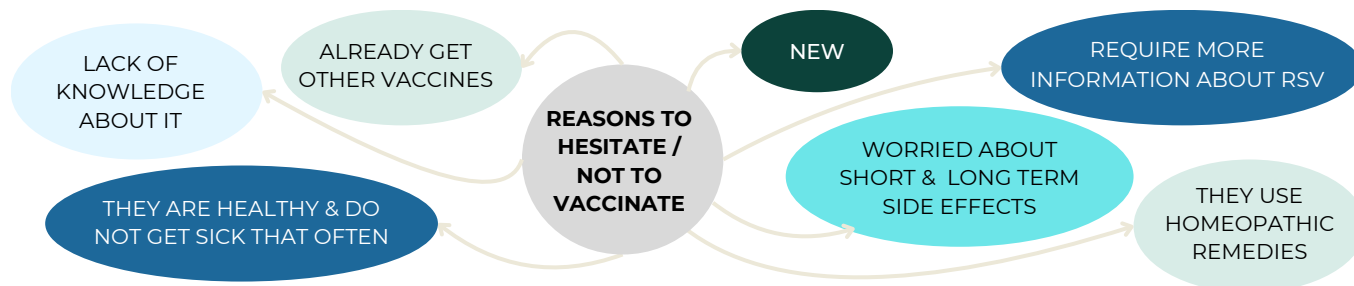 LACK OF
KNOWLEDGE
ABOUT IT
ALREADY GET
OTHER VACCINES
NEW
REQUIRE MORE
INFORMATION ABOUT RSV
REASONS TO
HESITATE /
NOT TO
VACCINATE
WORRIED ABOUT
SHORT & LONG TERM
SIDE EFFECTS
THEY ARE HEALTHY & DO
NOT GET SICK THAT OFTEN
THEY USE
HOMEOPATHIC
REMEDIES